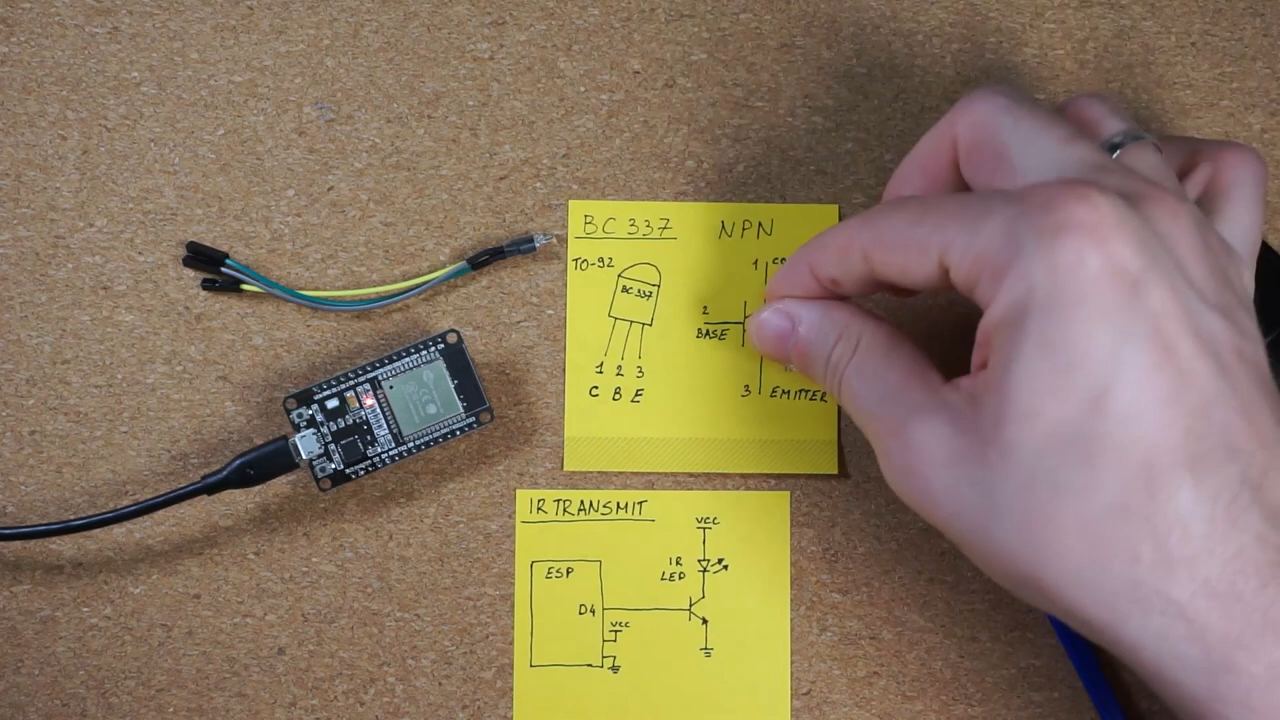 BC 337 NPN
TO-92
BC 337
1 2 3
C B E
1
2
BASE
3 EMITTER
IR TRANSMIT
VCC
IR
LED
ESP
D4
VCC